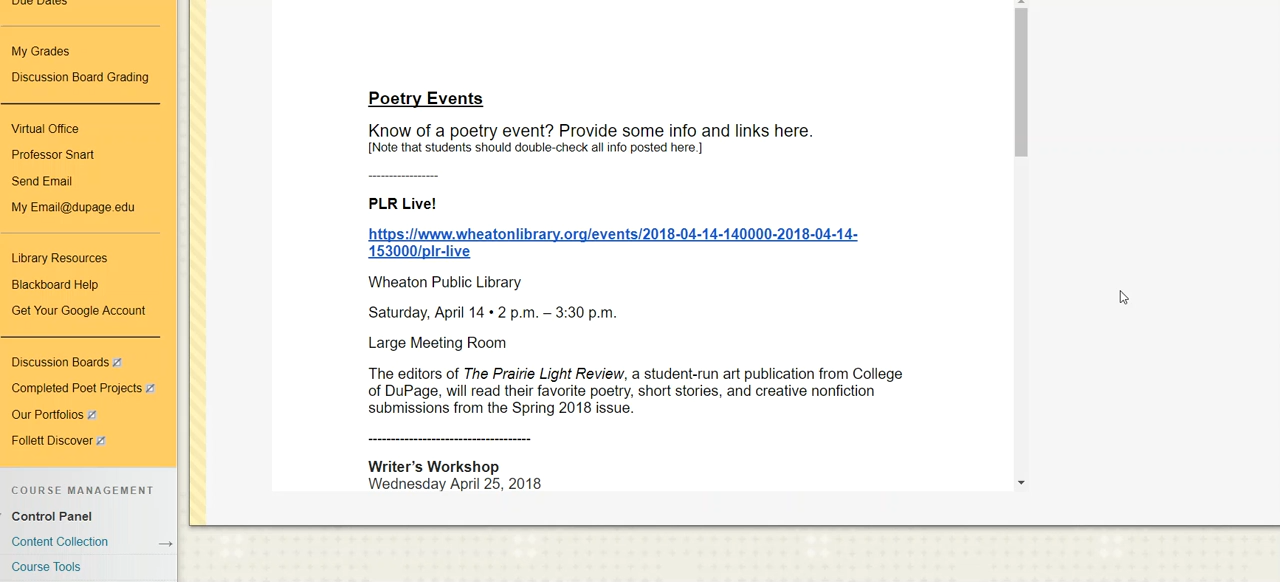 Due Dates
My Grades
Discussion Board Grading
Virtual Office
Professor Snart
Send Email
My Email@dupage.edu
Library Resources
Blackboard Help
Get Your Google Account
Discussion Boards
Completed Poet Projects
Our Portfolios
Follett Discover
COURSE MANAGEMENT
Control Panel
Content Collection
Course Tools
Poetry Events
Know of a poetry event? Provide some info and links here.
[Note that students should double-check all info posted here.]
-----------------
PLR Live!
https://www.wheatonlibrary.org/events/2018-04-14-140000-2018-04-14-
153000/plr-live
Wheaton Public Library
Saturday, April 14 • 2 p.m. – 3:30 p.m.
Large Meeting Room
The editors of The Prairie Light Review, a student-run art publication from College
of DuPage, will read their favorite poetry, short stories, and creative nonfiction
submissions from the Spring 2018 issue.
------------------------------------
Writer’s Workshop
Wednesday April 25, 2018